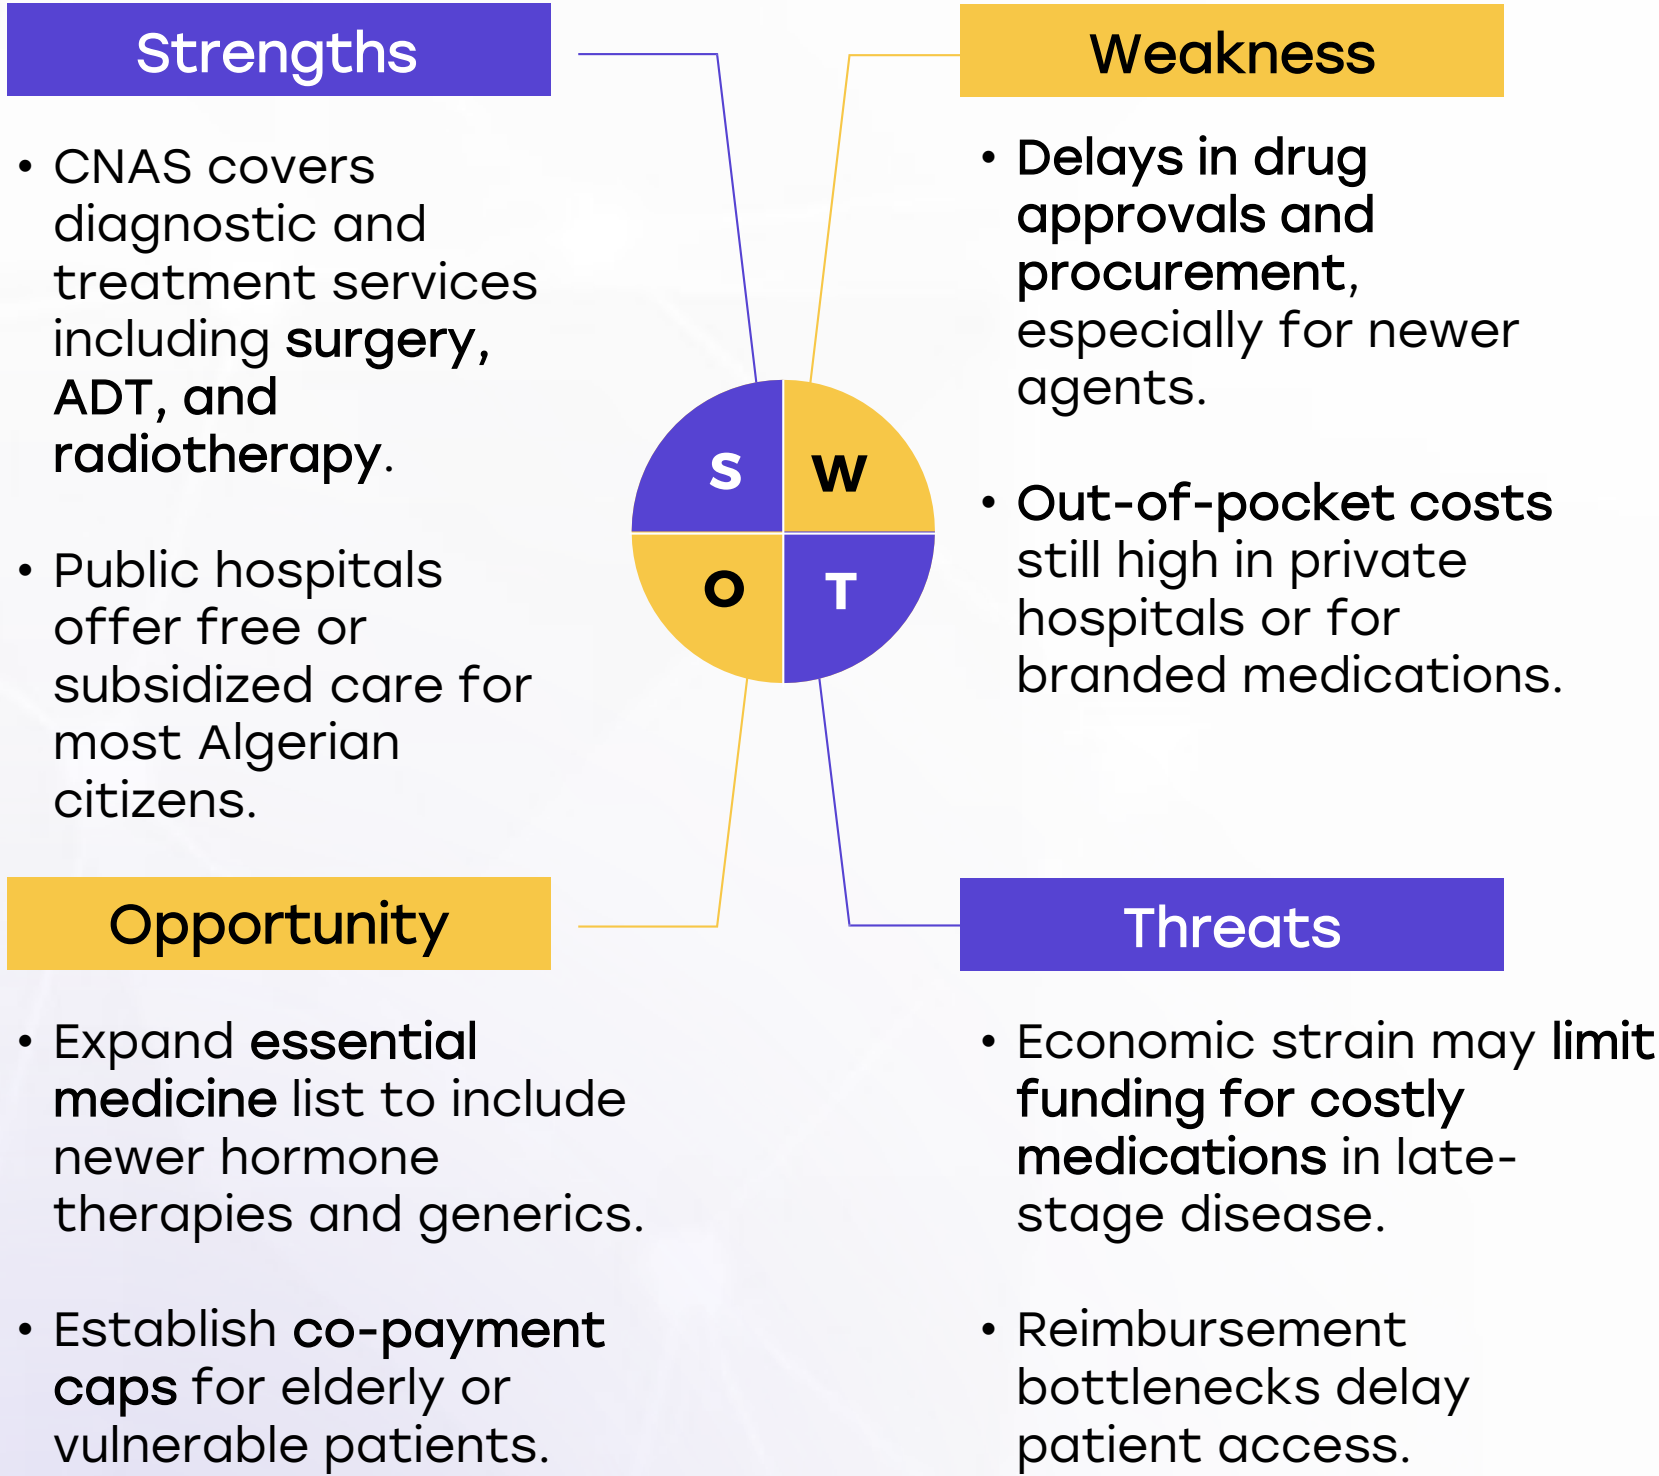 Strengths
• CNAS covers
diagnostic and
treatment services
including surgery,
ADT, and
radiotherapy.
• Public hospitals
offer free or
subsidized care for
most Algerian
citizens.
Weakness
• Delays in drug
approvals and
procurement,
especially for newer
agents.
• Out-of-pocket costs
still high in private
hospitals or for
branded medications.
S
W
O
T
Opportunity
• Expand essential
medicine list to include
newer hormone
therapies and generics.
• Establish co-payment
caps for elderly or
vulnerable patients.
Threats
• Economic strain may limit
funding for costly
medications in late-
stage disease.
• Reimbursement
bottlenecks delay
patient access.